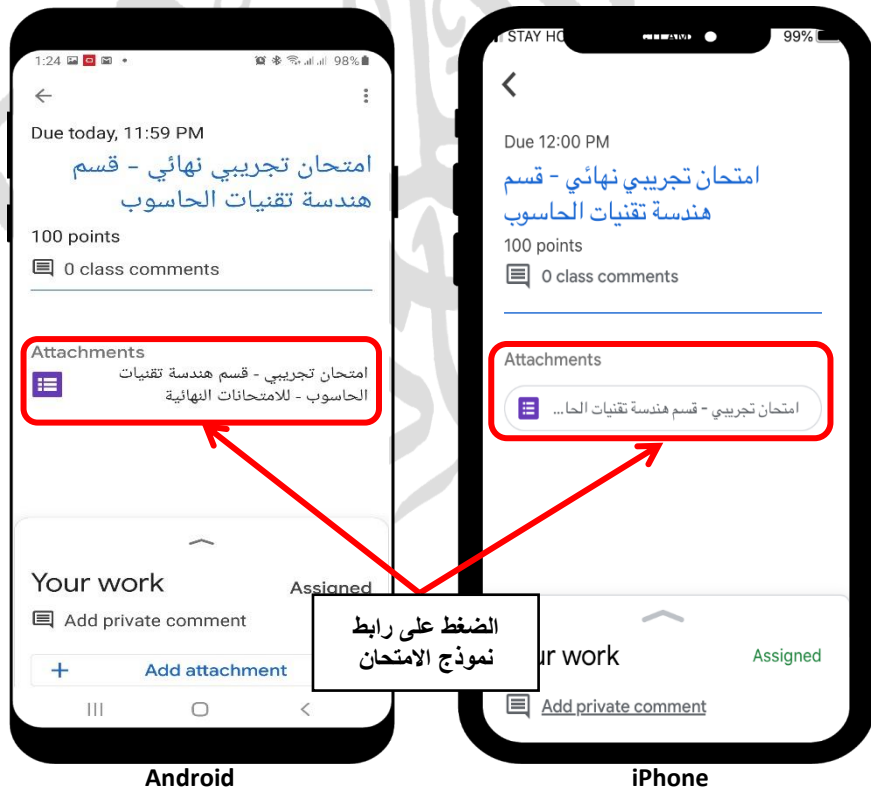 1:24
98%
Due today, 11:59 PM
امتحان تجريبي نهائي - قسم
هندسة تقنيات الحاسوب
100 points
0 class comments
Attachments
امتحان تجريبي - قسم هندسة تقنيات
الحاسوب - للامتحانات النهائية
Your work
Assigned
Add private comment
+ Add attachment
Android
STAY HO
AM
99%
Due 12:00 PM
امتحان تجريبي نهائي - قسم
هندسة تقنيات الحاسوب
100 points
0 class comments
Attachments
امتحان تجريبي - قسم هندسة تقنيات الحا...
ur work
Assigned
Add private comment
iPhone
الضغط على رابط
نموذج الامتحان